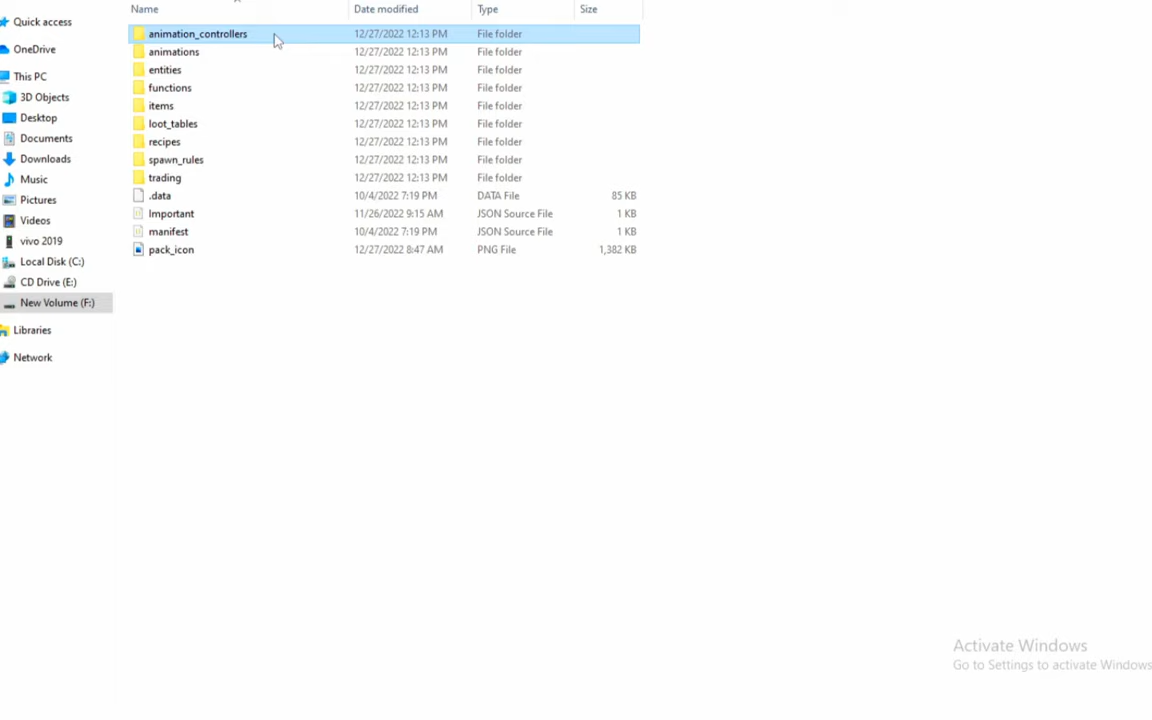 Name Date modified Type Size
Quick access
OneDrive
This PC
3D Objects
Desktop
Documents
Downloads
Music
Pictures
Videos
vivo 2019
Local Disk (C:)
CD Drive (E:)
New Volume (F:)
Libraries
Network
animation_controllers 12/27/2022 12:13 PM File folder
animations 12/27/2022 12:13 PM File folder
entities 12/27/2022 12:13 PM File folder
functions 12/27/2022 12:13 PM File folder
items 12/27/2022 12:13 PM File folder
loot_tables 12/27/2022 12:13 PM File folder
recipes 12/27/2022 12:13 PM File folder
spawn_rules 12/27/2022 12:13 PM File folder
trading 12/27/2022 12:13 PM File folder
.data 10/4/2022 7:19 PM DATA File 85 KB
Important 11/26/2022 9:15 AM JSON Source File 1 KB
manifest 10/4/2022 7:19 PM JSON Source File 1 KB
pack_icon 12/27/2022 8:47 AM PNG File 1,382 KB
Activate Windows
Go to Settings to activate Windows